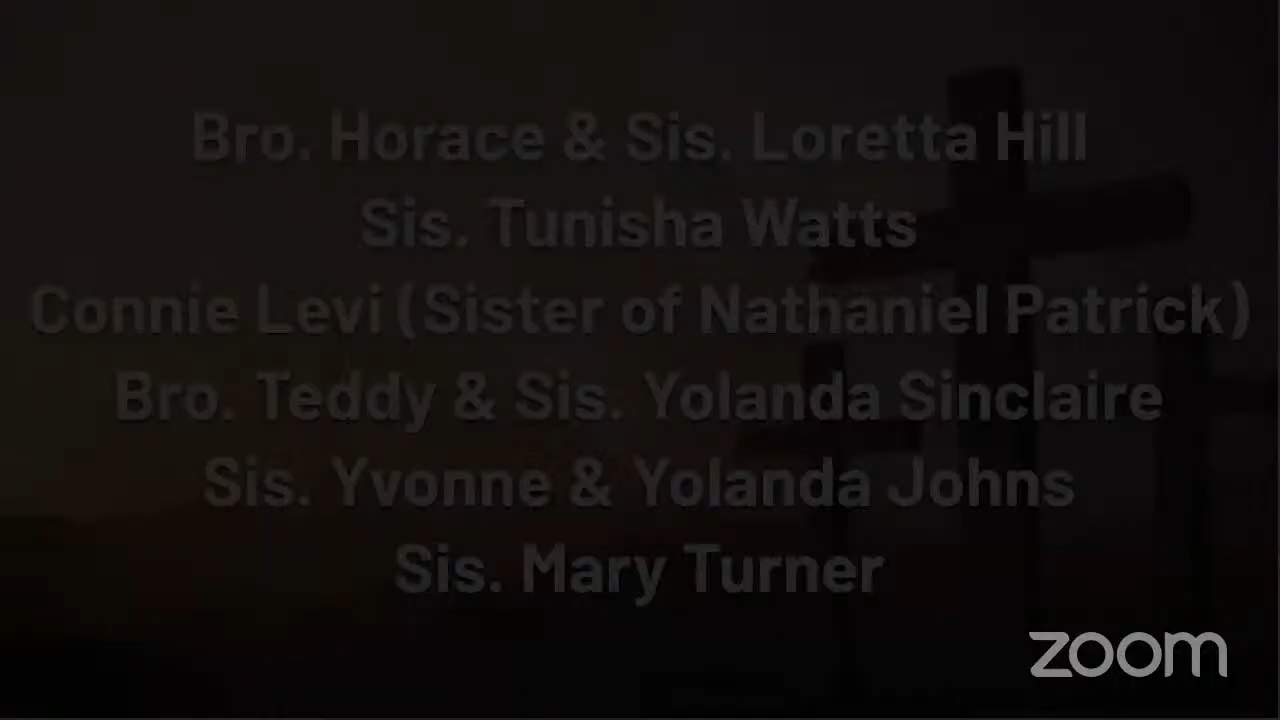 Bro. Horace & Sis. Loretta Hill
Sis. Tunisha Watts
Connie Levi (Sister of Nathaniel Patrick)
Bro. Teddy & Sis. Yolanda Sinclaire
Sis. Yvonne & Yolanda Johns
Sis. Mary Turner
zoom